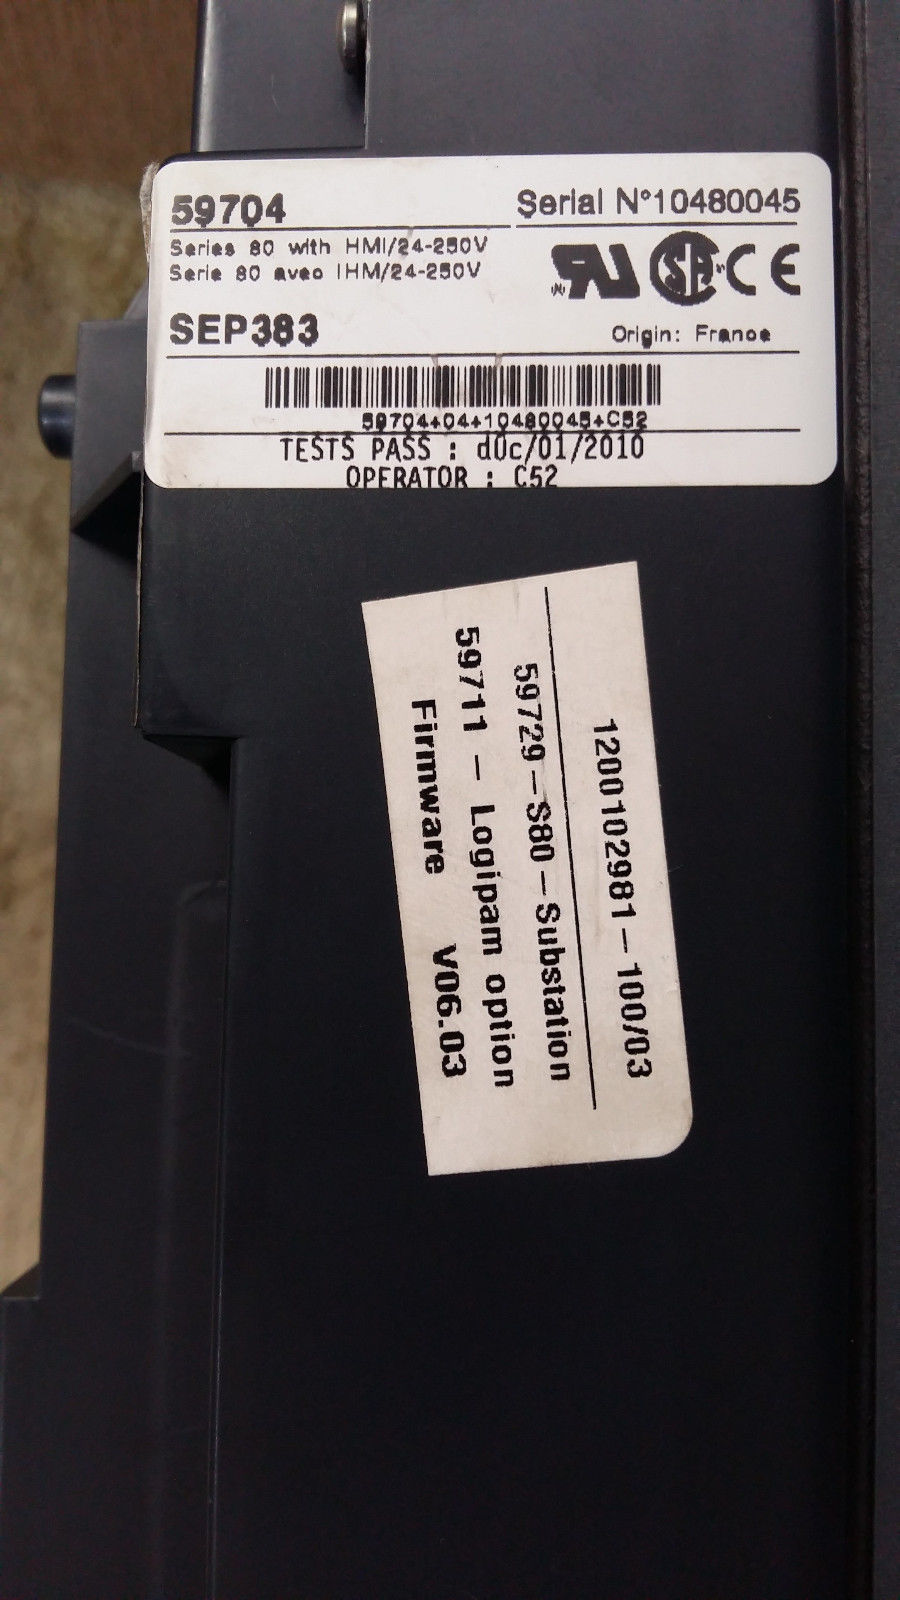 59704
Serial N°10480045
Series 80 with HMI/24-250V
Serie 80 avec IHM/24-250V
SEP383
Origin: France
59704+04+10480045+C52
TESTS PASS : d0c/01/2010
OPERATOR : C52
1200102981-100/03
59729-S80-Substation
59711 - Logipam option
Firmware V06.03